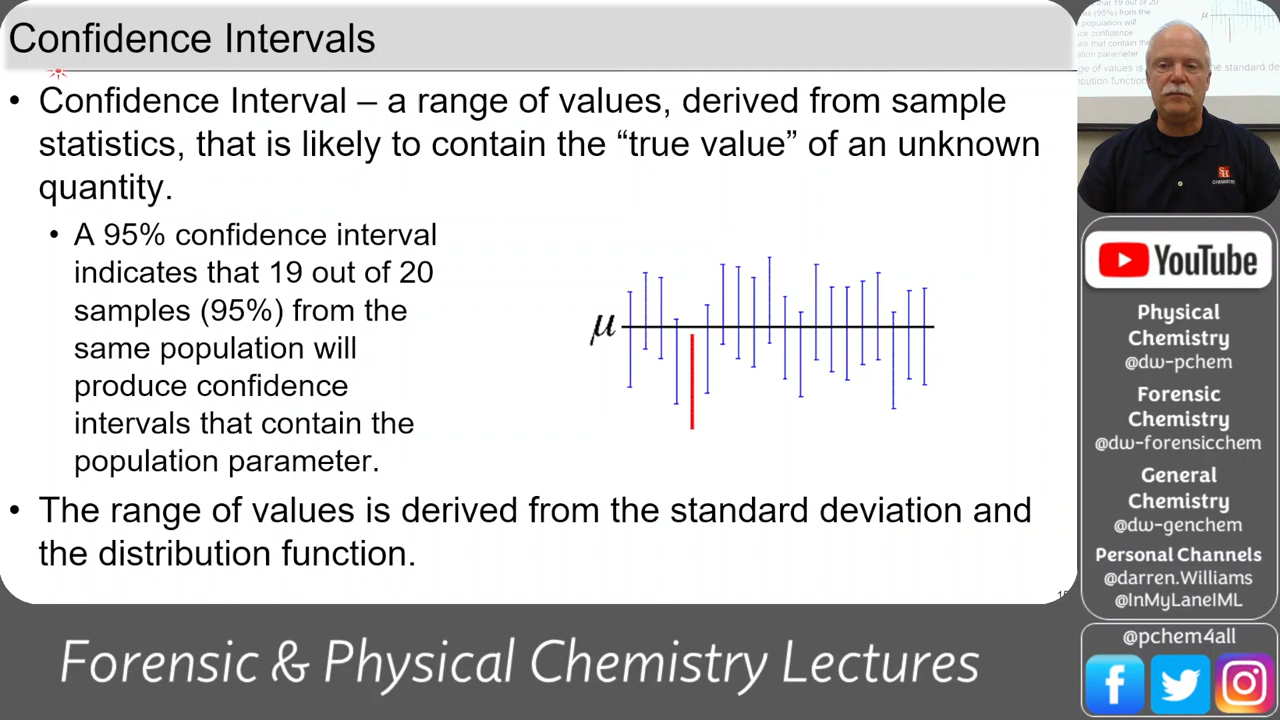 Confidence Intervals
• Confidence Interval – a range of values, derived from sample
statistics, that is likely to contain the “true value” of an unknown
quantity.
• A 95% confidence interval
indicates that 19 out of 20
samples (95%) from the
same population will
produce confidence
intervals that contain the
population parameter.
μ
• The range of values is derived from the standard deviation and
the distribution function.
Forensic & Physical Chemistry Lectures
YouTube
Physical
Chemistry
@dw-pchem
Forensic
Chemistry
@dw-forensicchem
General
Chemistry
@dw-genchem
Personal Channels
@darren.Williams
@InMyLaneIML
@pchem4all